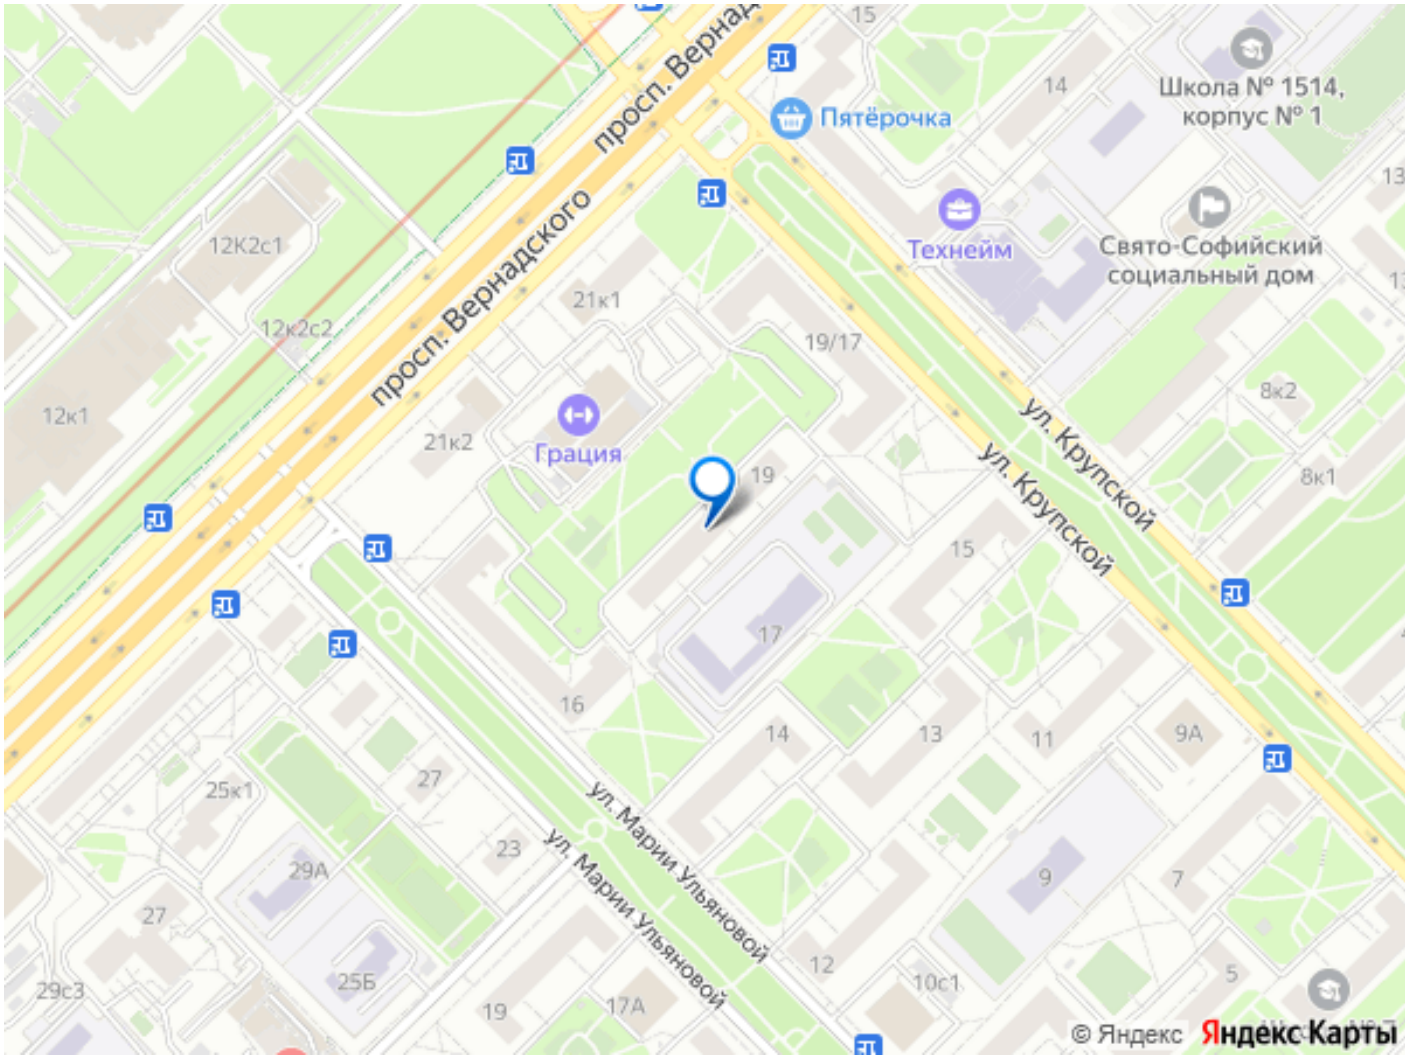 просп. Вернад
15
14
Школа № 1514,
корпус № 1
Пятёрочка
13
12К2с1
просп. Вернадского
Технейм
Свято-Софийский
социальный дом
21к1
12к2с2
19/17
8к2
12к1
21к2
Грация
ул. Крупской
ул. Крупской
19
8к1
15
17
16
14
13
11
9А
25к1
27
ул. Марии Ульяновой
ул. Марии Ульяновой
23
29А
9
7
27
12
5
25Б
29с3
10с1
19
17А
© Яндекс
Яндекс Карты